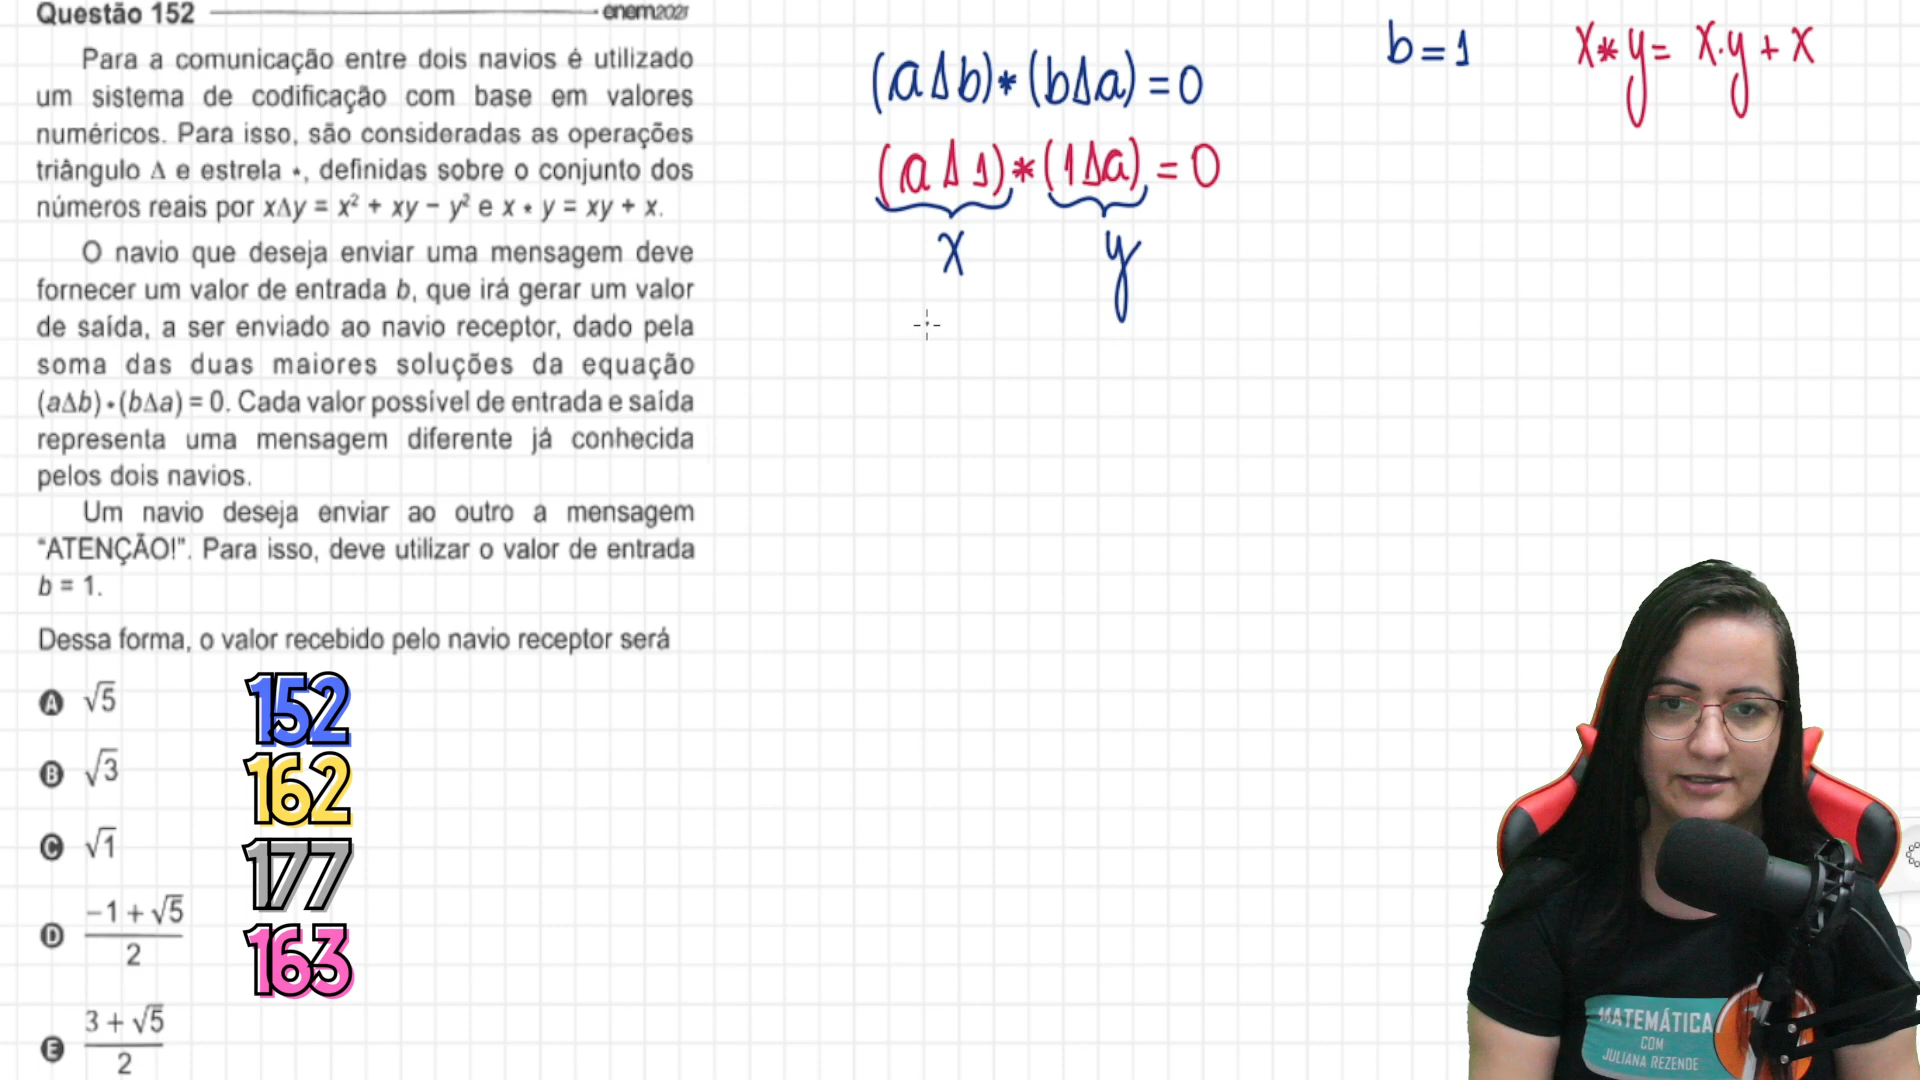 Questão 152 enem2021
Para a comunicação entre dois navios é utilizado
um sistema de codificação com base em valores
numéricos. Para isso, são consideradas as operações
triângulo Δ e estrela *, definidas sobre o conjunto dos
números reais por xΔy = x² + xy − y² e x * y = xy + x.
O navio que deseja enviar uma mensagem deve
fornecer um valor de entrada b, que irá gerar um valor
de saída, a ser enviado ao navio receptor, dado pela
soma das duas maiores soluções da equação
(aΔb) * (bΔa) = 0. Cada valor possível de entrada e saída
representa uma mensagem diferente já conhecida
pelos dois navios.
Um navio deseja enviar ao outro a mensagem
“ATENÇÃO!”. Para isso, deve utilizar o valor de entrada
b = 1.
Dessa forma, o valor recebido pelo navio receptor será
A √5
B √3
C √1
D (−1 + √5)/2
E (3 + √5)/2
152
162
177
163
(aΔb)*(bΔa) = 0
(aΔ1)*(1Δa) = 0
x y
b = 1
x*y = x.y + x
MATEMÁTICA
COM
JULIANA REZENDE